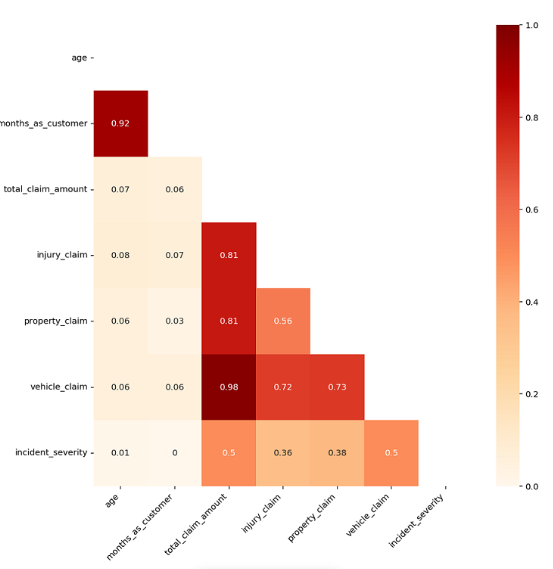 1.0
age
months_as_customer 0.92
0.8
total_claim_amount 0.07 0.06
injury_claim 0.08 0.07 0.81
0.6
property_claim 0.06 0.03 0.81 0.56
0.4
vehicle_claim 0.06 0.06 0.98 0.72 0.73
0.2
incident_severity 0.01 0 0.5 0.36 0.38 0.5
0.0
age months_as_customer total_claim_amount injury_claim property_claim vehicle_claim incident_severity